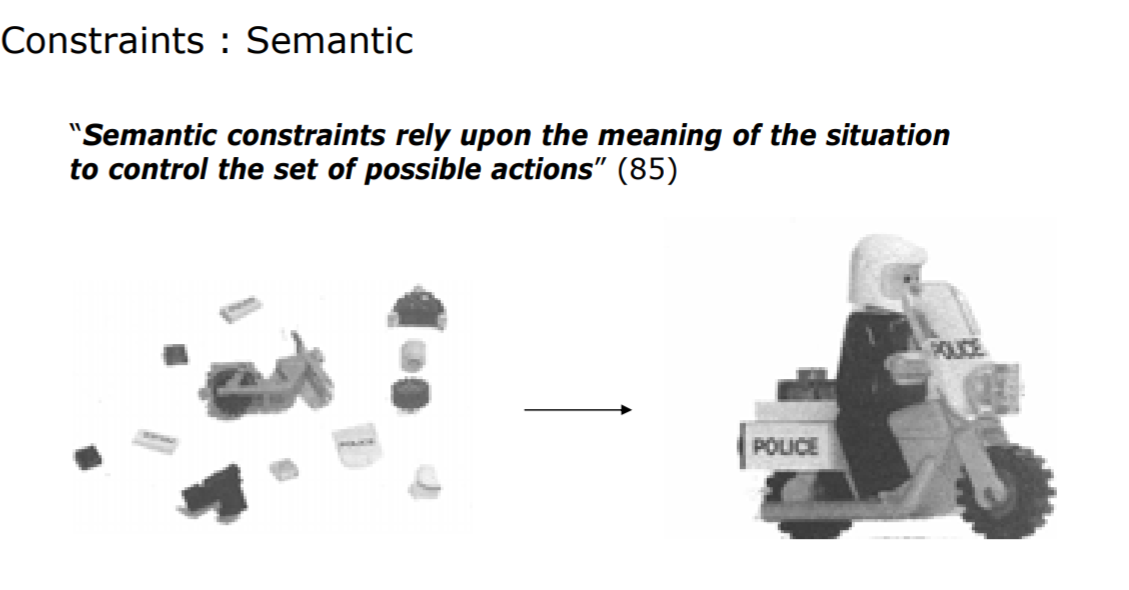 Constraints : Semantic
“Semantic constraints rely upon the meaning of the situation
to control the set of possible actions” (85)
POLICE
POLICE
POLICE